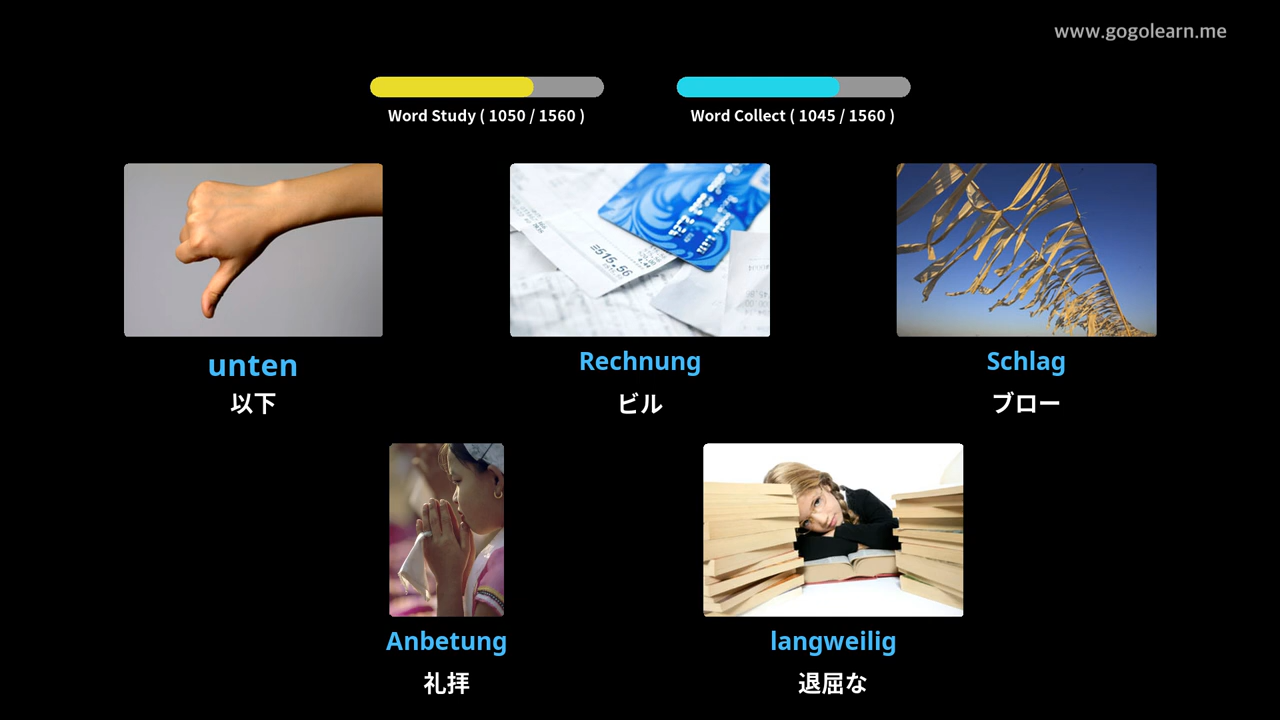 www.gogolearn.me
Word Study ( 1050 / 1560 )
Word Collect ( 1045 / 1560 )
unten
以下
Rechnung
ビル
Schlag
ブロー
Anbetung
礼拝
langweilig
退屈な